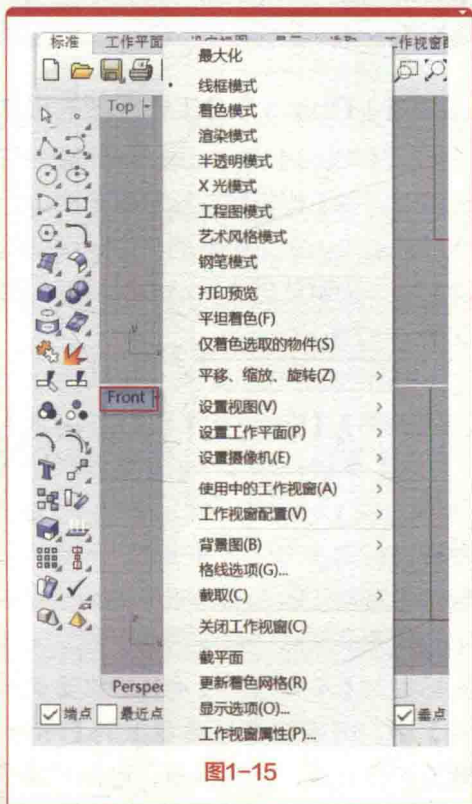 标准 工作平面 显示 选取 工作视窗
Top
最大化
线框模式
着色模式
渲染模式
半透明模式
X 光模式
工程图模式
艺术风格模式
钢笔模式
打印预览
平坦着色(F)
仅着色选取的物件(S)
平移、缩放、旋转(Z)
Front
设置视图(V)
设置工作平面(P)
设置摄像机(E)
使用中的工作视窗(A)
工作视窗配置(V)
背景图(B)
格线选项(G)...
截取(C)
关闭工作视窗(C)
截平面
更新着色网格(R)
Perspec
显示选项(O)...
端点 最近点 垂点
工作视窗属性(P)...
图1-15